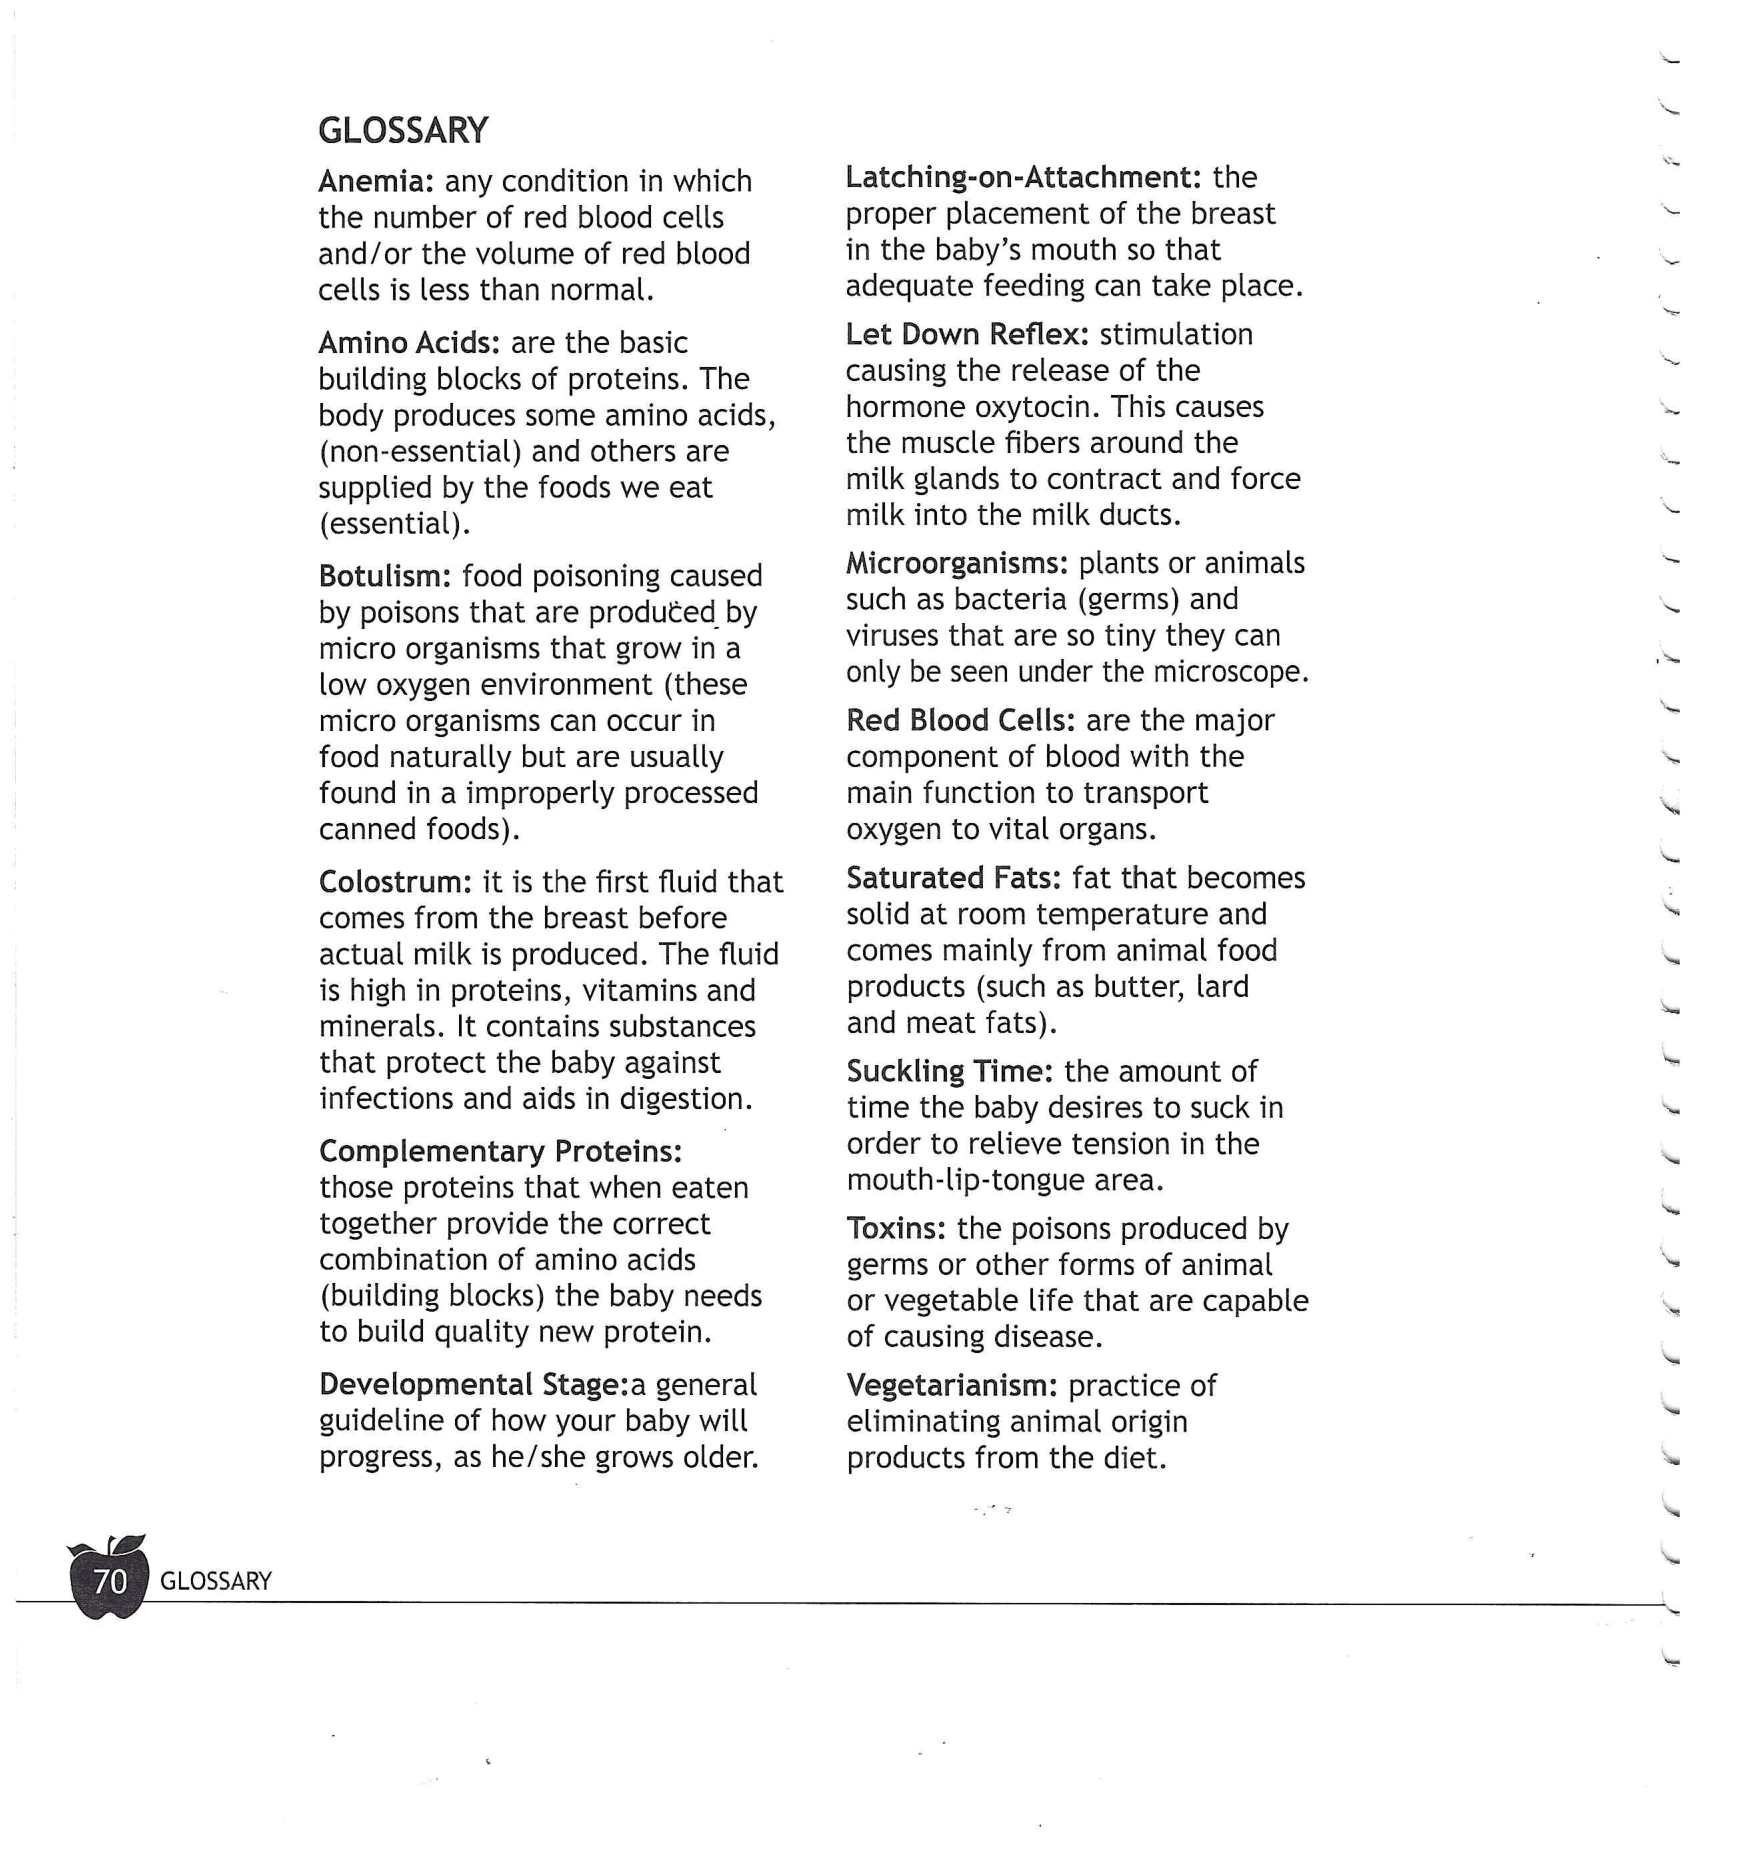 GLOSSARY
Anemia: any condition in which
the number of red blood cells
and/or the volume of red blood
cells is less than normal.
Amino Acids: are the basic
building blocks of proteins. The
body produces some amino acids,
(non-essential) and others are
supplied by the foods we eat
(essential).
Botulism: food poisoning caused
by poisons that are produced by
micro organisms that grow in a
low oxygen environment (these
micro organisms can occur in
food naturally but are usually
found in a improperly processed
canned foods).
Colostrum: it is the first fluid that
comes from the breast before
actual milk is produced. The fluid
is high in proteins, vitamins and
minerals. It contains substances
that protect the baby against
infections and aids in digestion.
Complementary Proteins:
those proteins that when eaten
together provide the correct
combination of amino acids
(building blocks) the baby needs
to build quality new protein.
Developmental Stage:a general
guideline of how your baby will
progress, as he/she grows older.
Latching-on-Attachment: the
proper placement of the breast
in the baby's mouth so that
adequate feeding can take place.
Let Down Reflex: stimulation
causing the release of the
hormone oxytocin. This causes
the muscle fibers around the
milk glands to contract and force
milk into the milk ducts.
Microorganisms: plants or animals
such as bacteria (germs) and
viruses that are so tiny they can
only be seen under the microscope.
Red Blood Cells: are the major
component of blood with the
main function to transport
oxygen to vital organs.
Saturated Fats: fat that becomes
solid at room temperature and
comes mainly from animal food
products (such as butter, lard
and meat fats).
Suckling Time: the amount of
time the baby desires to suck in
order to relieve tension in the
mouth-lip-tongue area.
Toxins: the poisons produced by
germs or other forms of animal
or vegetable life that are capable
of causing disease.
Vegetarianism: practice of
eliminating animal origin
products from the diet.
70 GLOSSARY